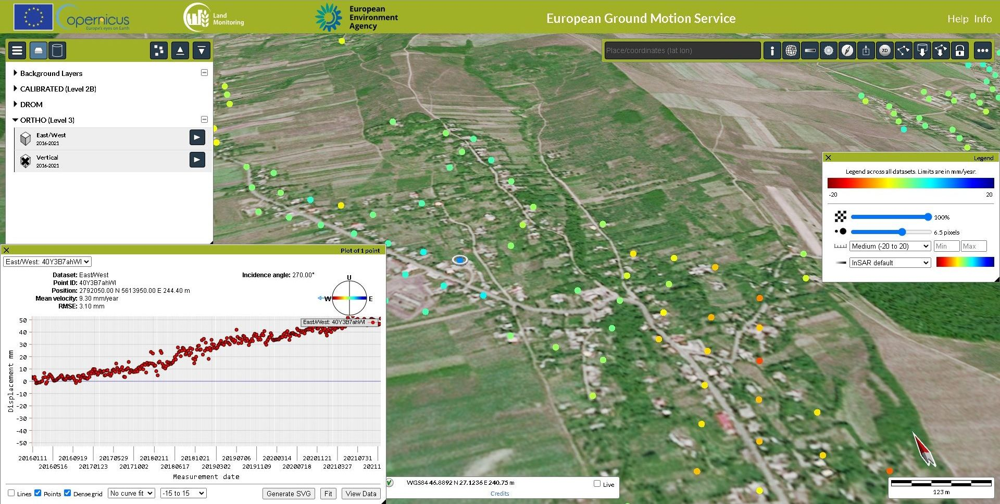 Copernicus
Europe's eyes on Earth
Land
Monitoring
European
Environment
Agency
European Ground Motion Service
Help Info
Place/coordinates (lat lon)
3D
Background Layers
CALIBRATED (Level 2B)
DROM
ORTHO (Level 3)
East/West
2016-2021
Vertical
2016-2021
Legend
Legend across all datasets. Limits are in mm/year.
-20 20
100%
6.5 pixels
Medium (-20 to 20) Min Max
InSAR default
Plot of 1 point
East/West: 40Y3B7ahWI
Dataset: East/West
Point ID: 40Y3B7ahWI
Position: 2792050.00 N 5613950.00 E 244.40 m
Mean velocity: 9.30 mm/year
RMSE: 3.10 mm
Incidence angle: 270.00°
U
W E
East/West: 40Y3B7ahWI
Displacement mm
50
40
30
20
10
0
-10
-20
-30
-40
-50
20160111 20160919 20170529 20180211 20181021 20190706 20200314 20201121 20210731
20160516 20170123 20171002 20180617 20190302 20191109 20200718 20210327 20211
Measurement date
Lines Points Dense grid No curve fit -15 to 15 Generate SVG Fit View Data
WGS84 46.8892 N 27.1236 E 240.75 m Live
Credits
123 m